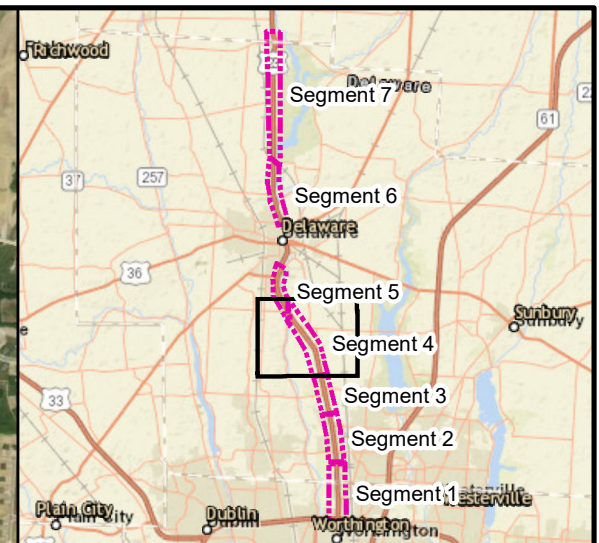 Richwood
23
Delaware
Segment 7
61
37
257
Segment 6
Delaware
36
Segment 5
Sunbury
Segment 4
Segment 3
33
Segment 2
Segment 1
Westerville
Plain City
Dublin
Worthington